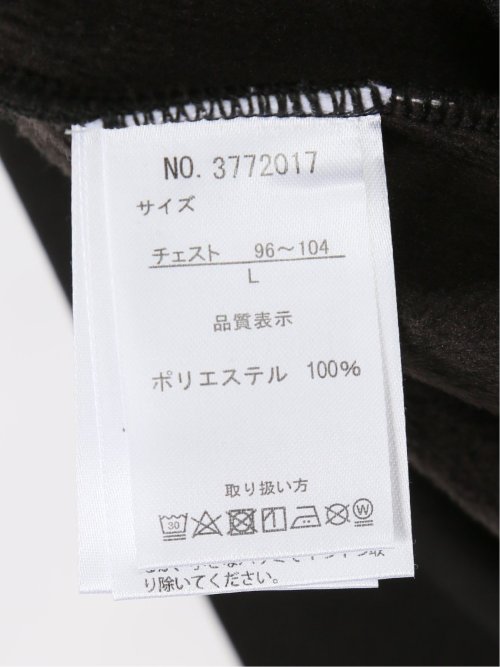 NO. 3772017
サイズ
チェスト 96～104
L
品質表示
ポリエステル 100%
取り扱い方
30 W
り除いてください。